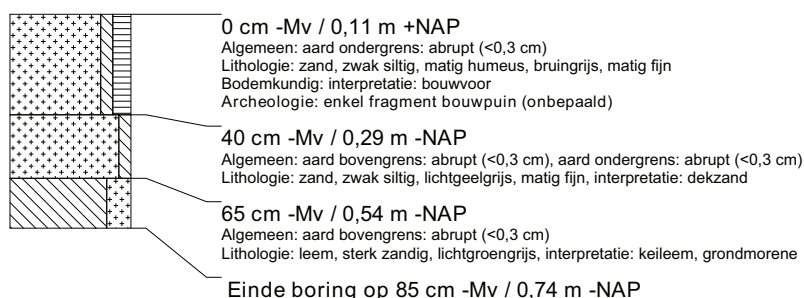 0 cm -Mv / 0,11 m +NAP
Algemeen: aard ondergrens: abrupt (<0,3 cm)
Lithologie: zand, zwak siltig, matig humeus, bruingrijs, matig fijn
Bodemkundig: interpretatie: bouwvoor
Archeologie: enkel fragment bouwpuin (onbepaald)
40 cm -Mv / 0,29 m -NAP
Algemeen: aard bovengrens: abrupt (<0,3 cm), aard ondergrens: abrupt (<0,3 cm)
Lithologie: zand, zwak siltig, lichtgeelgrijs, matig fijn, interpretatie: dekzand
65 cm -Mv / 0,54 m -NAP
Algemeen: aard bovengrens: abrupt (<0,3 cm)
Lithologie: leem, sterk zandig, lichtgroengrijs, interpretatie: keileem, grondmorene
Einde boring op 85 cm -Mv / 0,74 m -NAP